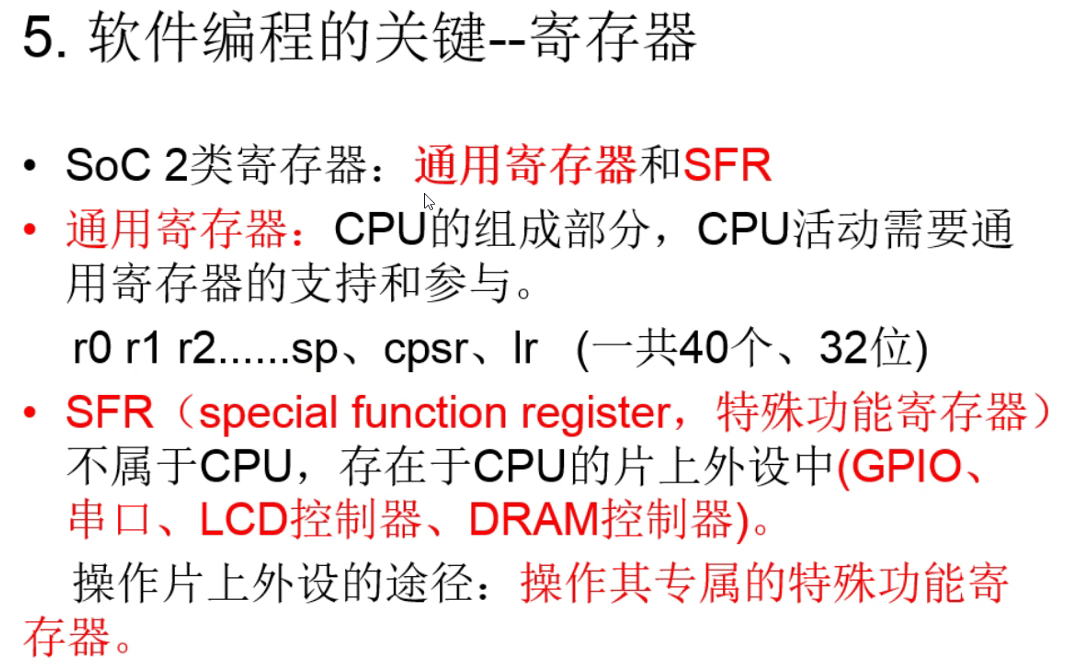 5. 软件编程的关键--寄存器
• SoC 2类寄存器：通用寄存器和SFR
• 通用寄存器：CPU的组成部分，CPU活动需要通
用寄存器的支持和参与。
r0 r1 r2......sp、cpsr、lr (一共40个、32位)
• SFR（special function register，特殊功能寄存器）
不属于CPU，存在于CPU的片上外设中(GPIO、
串口、LCD控制器、DRAM控制器)。
操作片上外设的途径：操作其专属的特殊功能寄
存器。